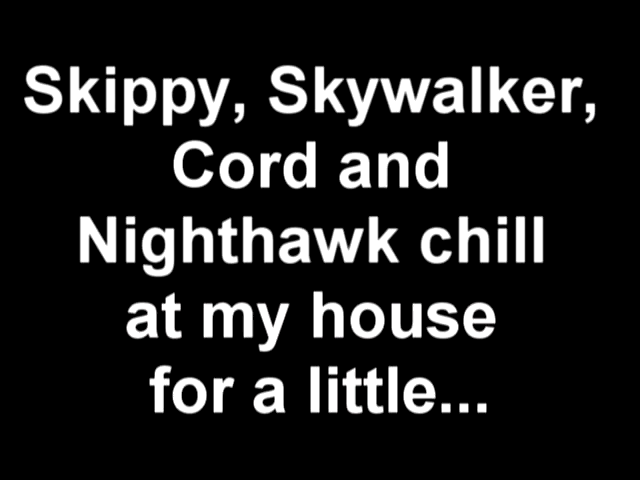 Skippy, Skywalker,
Cord and
Nighthawk chill
at my house
for a little...